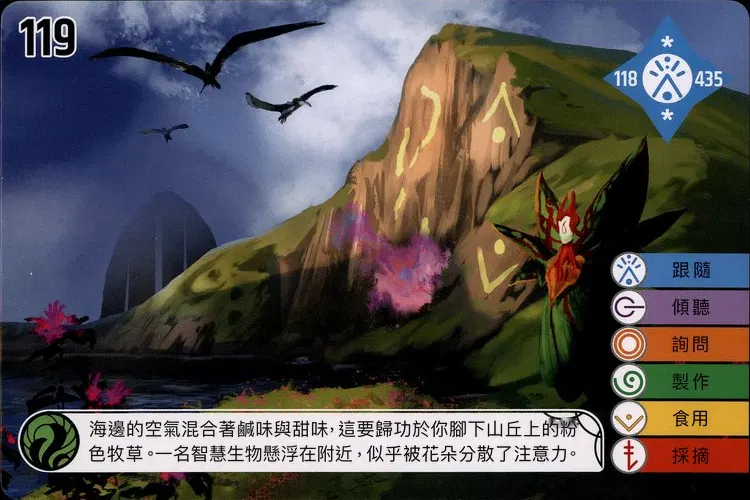 119
*
118 435
*
跟隨
傾聽
詢問
製作
食用
採摘
海邊的空氣混合著鹹味與甜味，這要歸功於你腳下山丘上的粉
色牧草。一名智慧生物懸浮在附近，似乎被花朵分散了注意力。